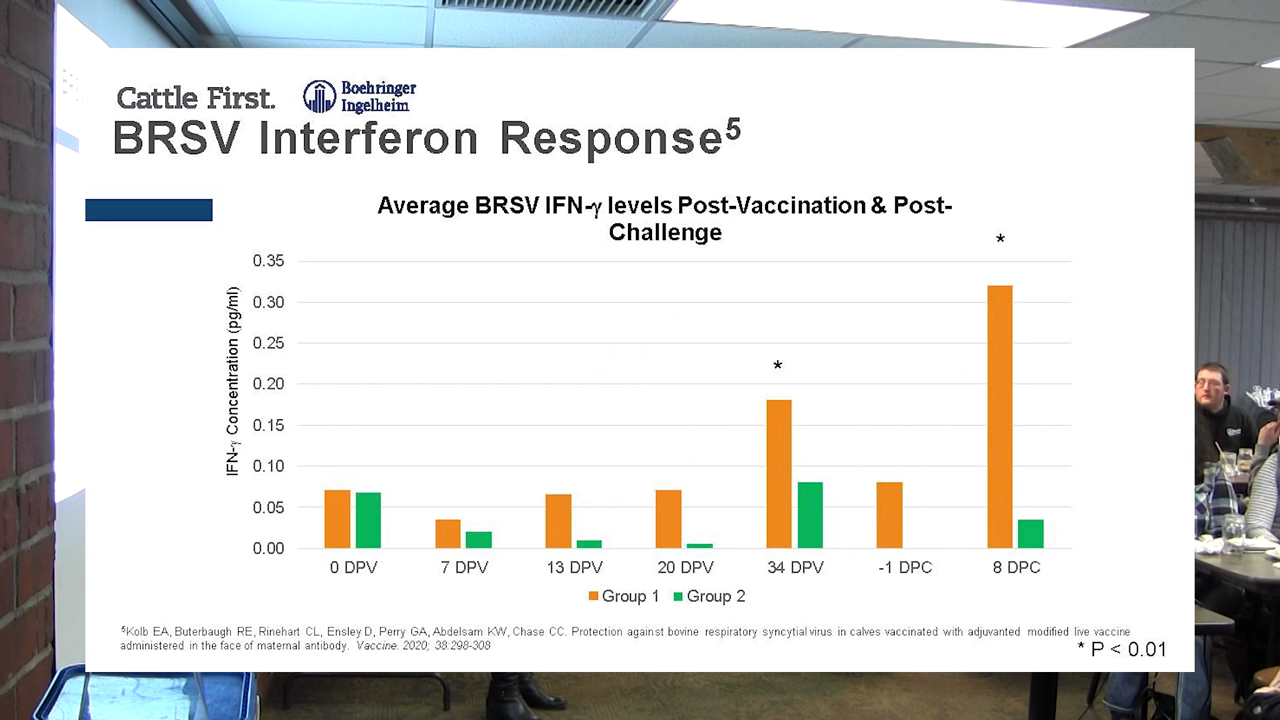 Cattle First.
Boehringer
Ingelheim
BRSV Interferon Response5
Average BRSV IFN-γ levels Post-Vaccination & Post-
Challenge
*
0.35
0.30
0.25
0.20
0.15
0.10
0.05
0.00
IFN-γ Concentration (pg/ml)
*
0 DPV 7 DPV 13 DPV 20 DPV 34 DPV -1 DPC 8 DPC
Group 1 Group 2
5Kolb EA, Buterbaugh RE, Rinehart CL, Ensley D, Perry GA, Abdelsam KW, Chase CC. Protection against bovine respiratory syncytial virus in calves vaccinated with adjuvanted modified live vaccine
administered in the face of maternal antibody. Vaccine. 2020; 38:298-308
* P < 0.01